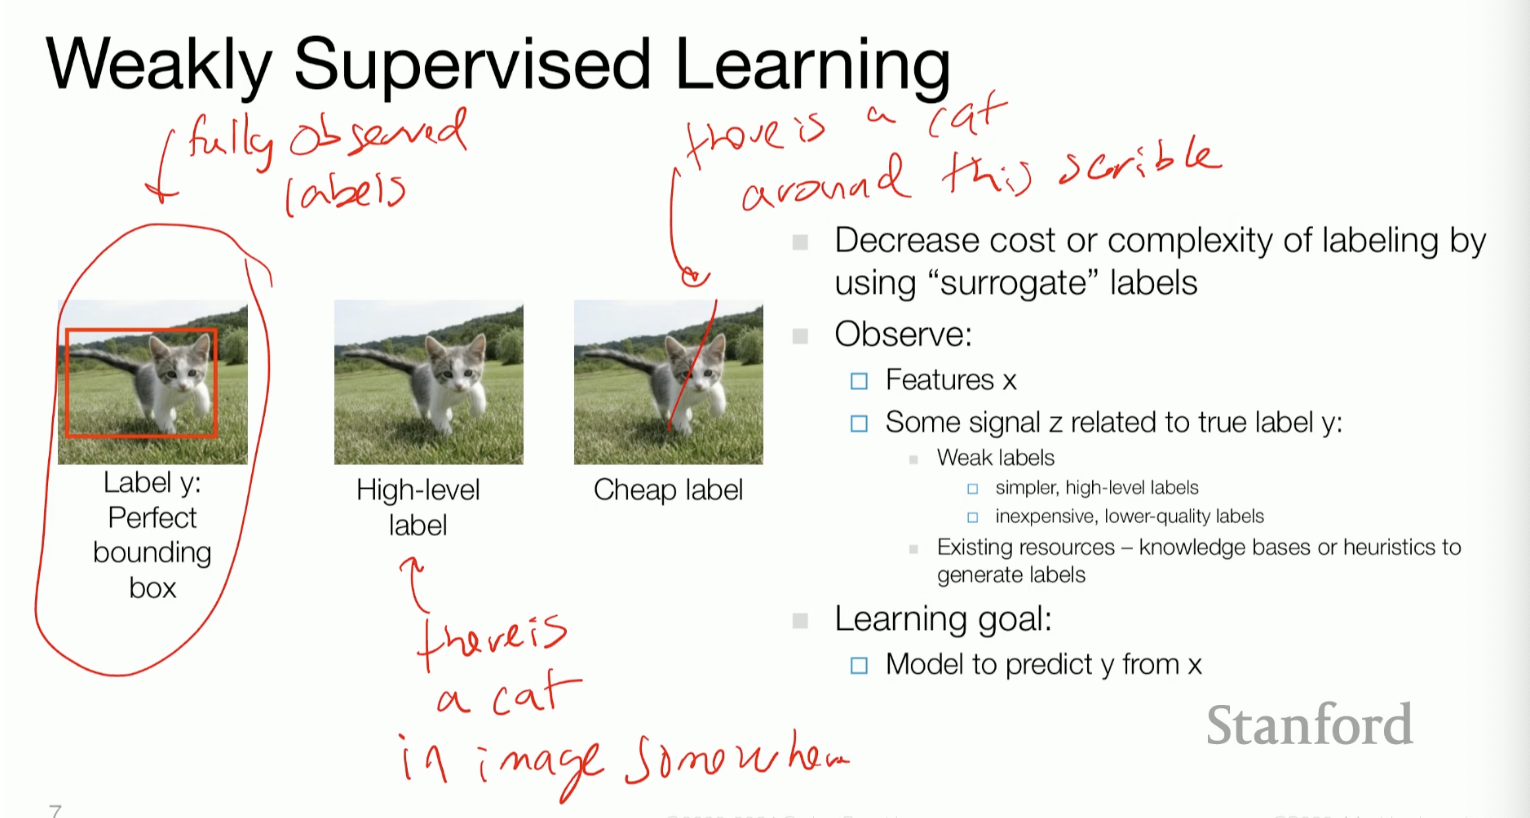 Weakly Supervised Learning
fully observed
labels
there is a cat
around this scrible
Label y:
Perfect
bounding
box
High-level
label
Cheap label
there is
a cat
in image somewhere
Decrease cost or complexity of labeling by
using “surrogate” labels
Observe:
Features x
Some signal z related to true label y:
Weak labels
simpler, high-level labels
inexpensive, lower-quality labels
Existing resources – knowledge bases or heuristics to
generate labels
Learning goal:
Model to predict y from x
Stanford
7